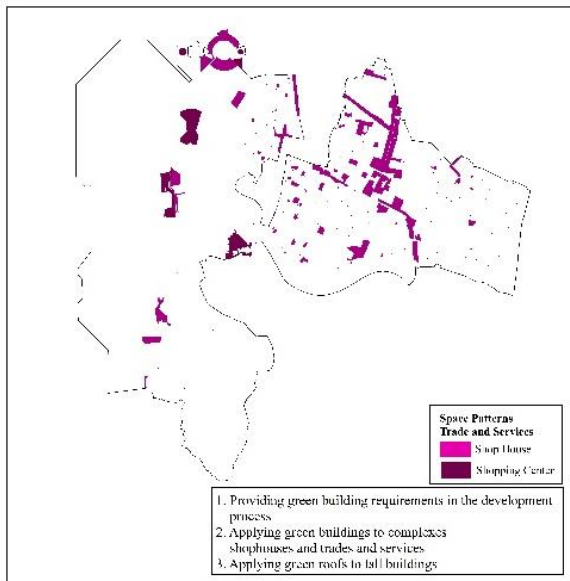 Space Patterns
Trade and Services
Shop House
Shopping Center
1. Providing green building requirements in the development
process
2. Applying green buildings to complexes
shophouses and trades and services
3. Applying green roofs to tall buildings